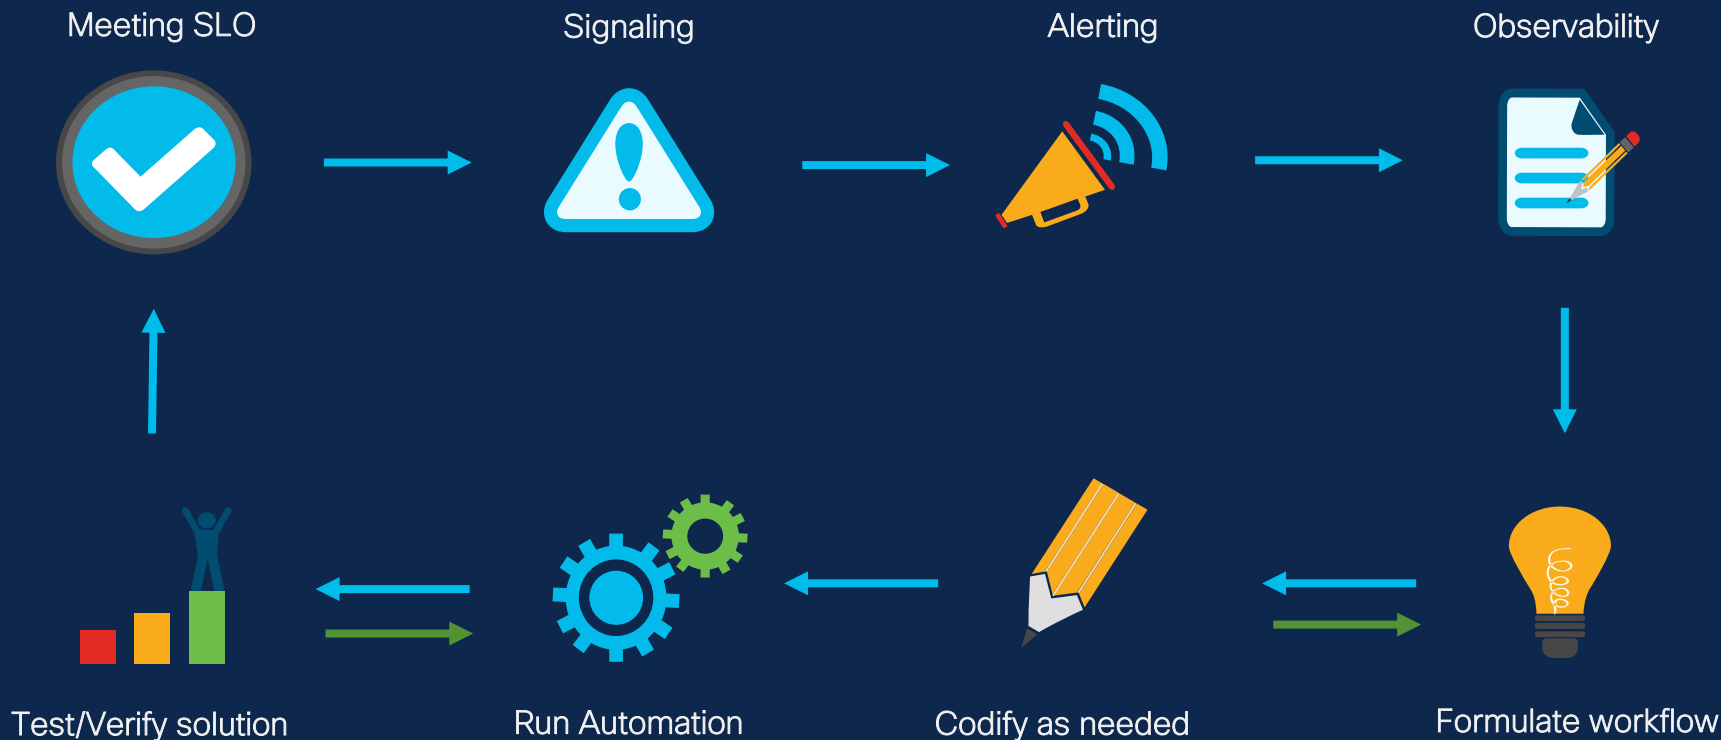 Meeting SLO
Signaling
Alerting
Observability
Test/Verify solution
Run Automation
Codify as needed
Formulate workflow